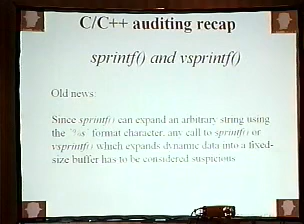 C/C++ auditing recap
sprintf() and vsprintf()
Old news:
Since sprintf() can expand an arbitrary string using
the '%s' format character, any call to sprintf() or
vsprintf() which expands dynamic data into a fixed-
size buffer has to be considered suspicious